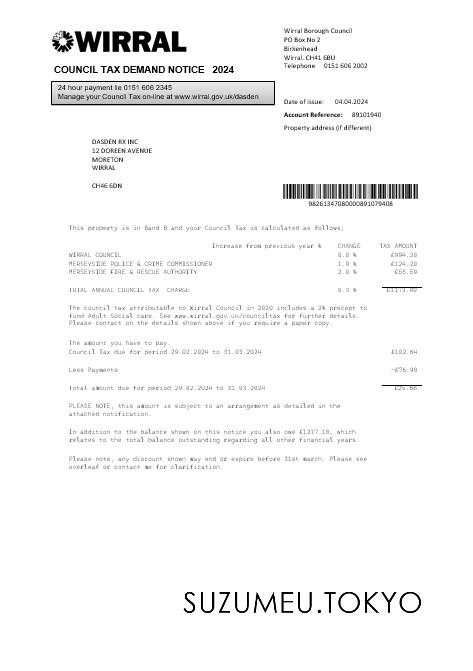 WIRRAL
COUNCIL TAX DEMAND NOTICE 2024
24 hour payment lie 0151 606 2345
Manage your Council Tax on-line at www.wirral.gov.uk/dasden
Wirral Borough Council
PO Box No 2
Birkenhead
Wirral. CH41 6BU
Telephone 0151 606 2002
Date of issue: 04.04.2024
Account Reference: 89101940
Property address (if different)
DASDEN RX INC
12 DOREEN AVENUE
MORETON
WIRRAL
CH46 6DN
98261347080000891079408
This property is in Band B and your Council Tax is calculated as follows;
Increase from previous year % CHANGE TAX AMOUNT
WIRRAL COUNCIL 0.0 % £994.20
MERSEYSIDE POLICE & CRIME COMMISSIONER 1.9 % £124.20
MERSEYSIDE FIRE & RESCUE AUTHORITY 2.0 % £55.59
TOTAL ANNUAL COUNCIL TAX CHARGE 0.3 % £1173.99
The council tax attributable to Wirral Council in 2020 includes a 2% precept to
fund Adult Social care. See www.wirral.gov.uk/counciltax for further details.
Please contact on the details shown above if you require a paper copy.
The amount you have to pay.
Council Tax due for period 29.02.2024 to 31.03.2024 £102.64
Less Payments -£76.98
Total amount due for period 29.02.2024 to 31.03.2024 £25.66
PLEASE NOTE, this amount is subject to an arrangement as detailed in the
attached notification.
In addition to the balance shown on this notice you also owe £1217.18, which
relates to the total balance outstanding regarding all other financial years.
Please note, any discount shown may end or expire before 31st march. Please see
overleaf or contact me for clarification.
SUZUMEU.TOKYO